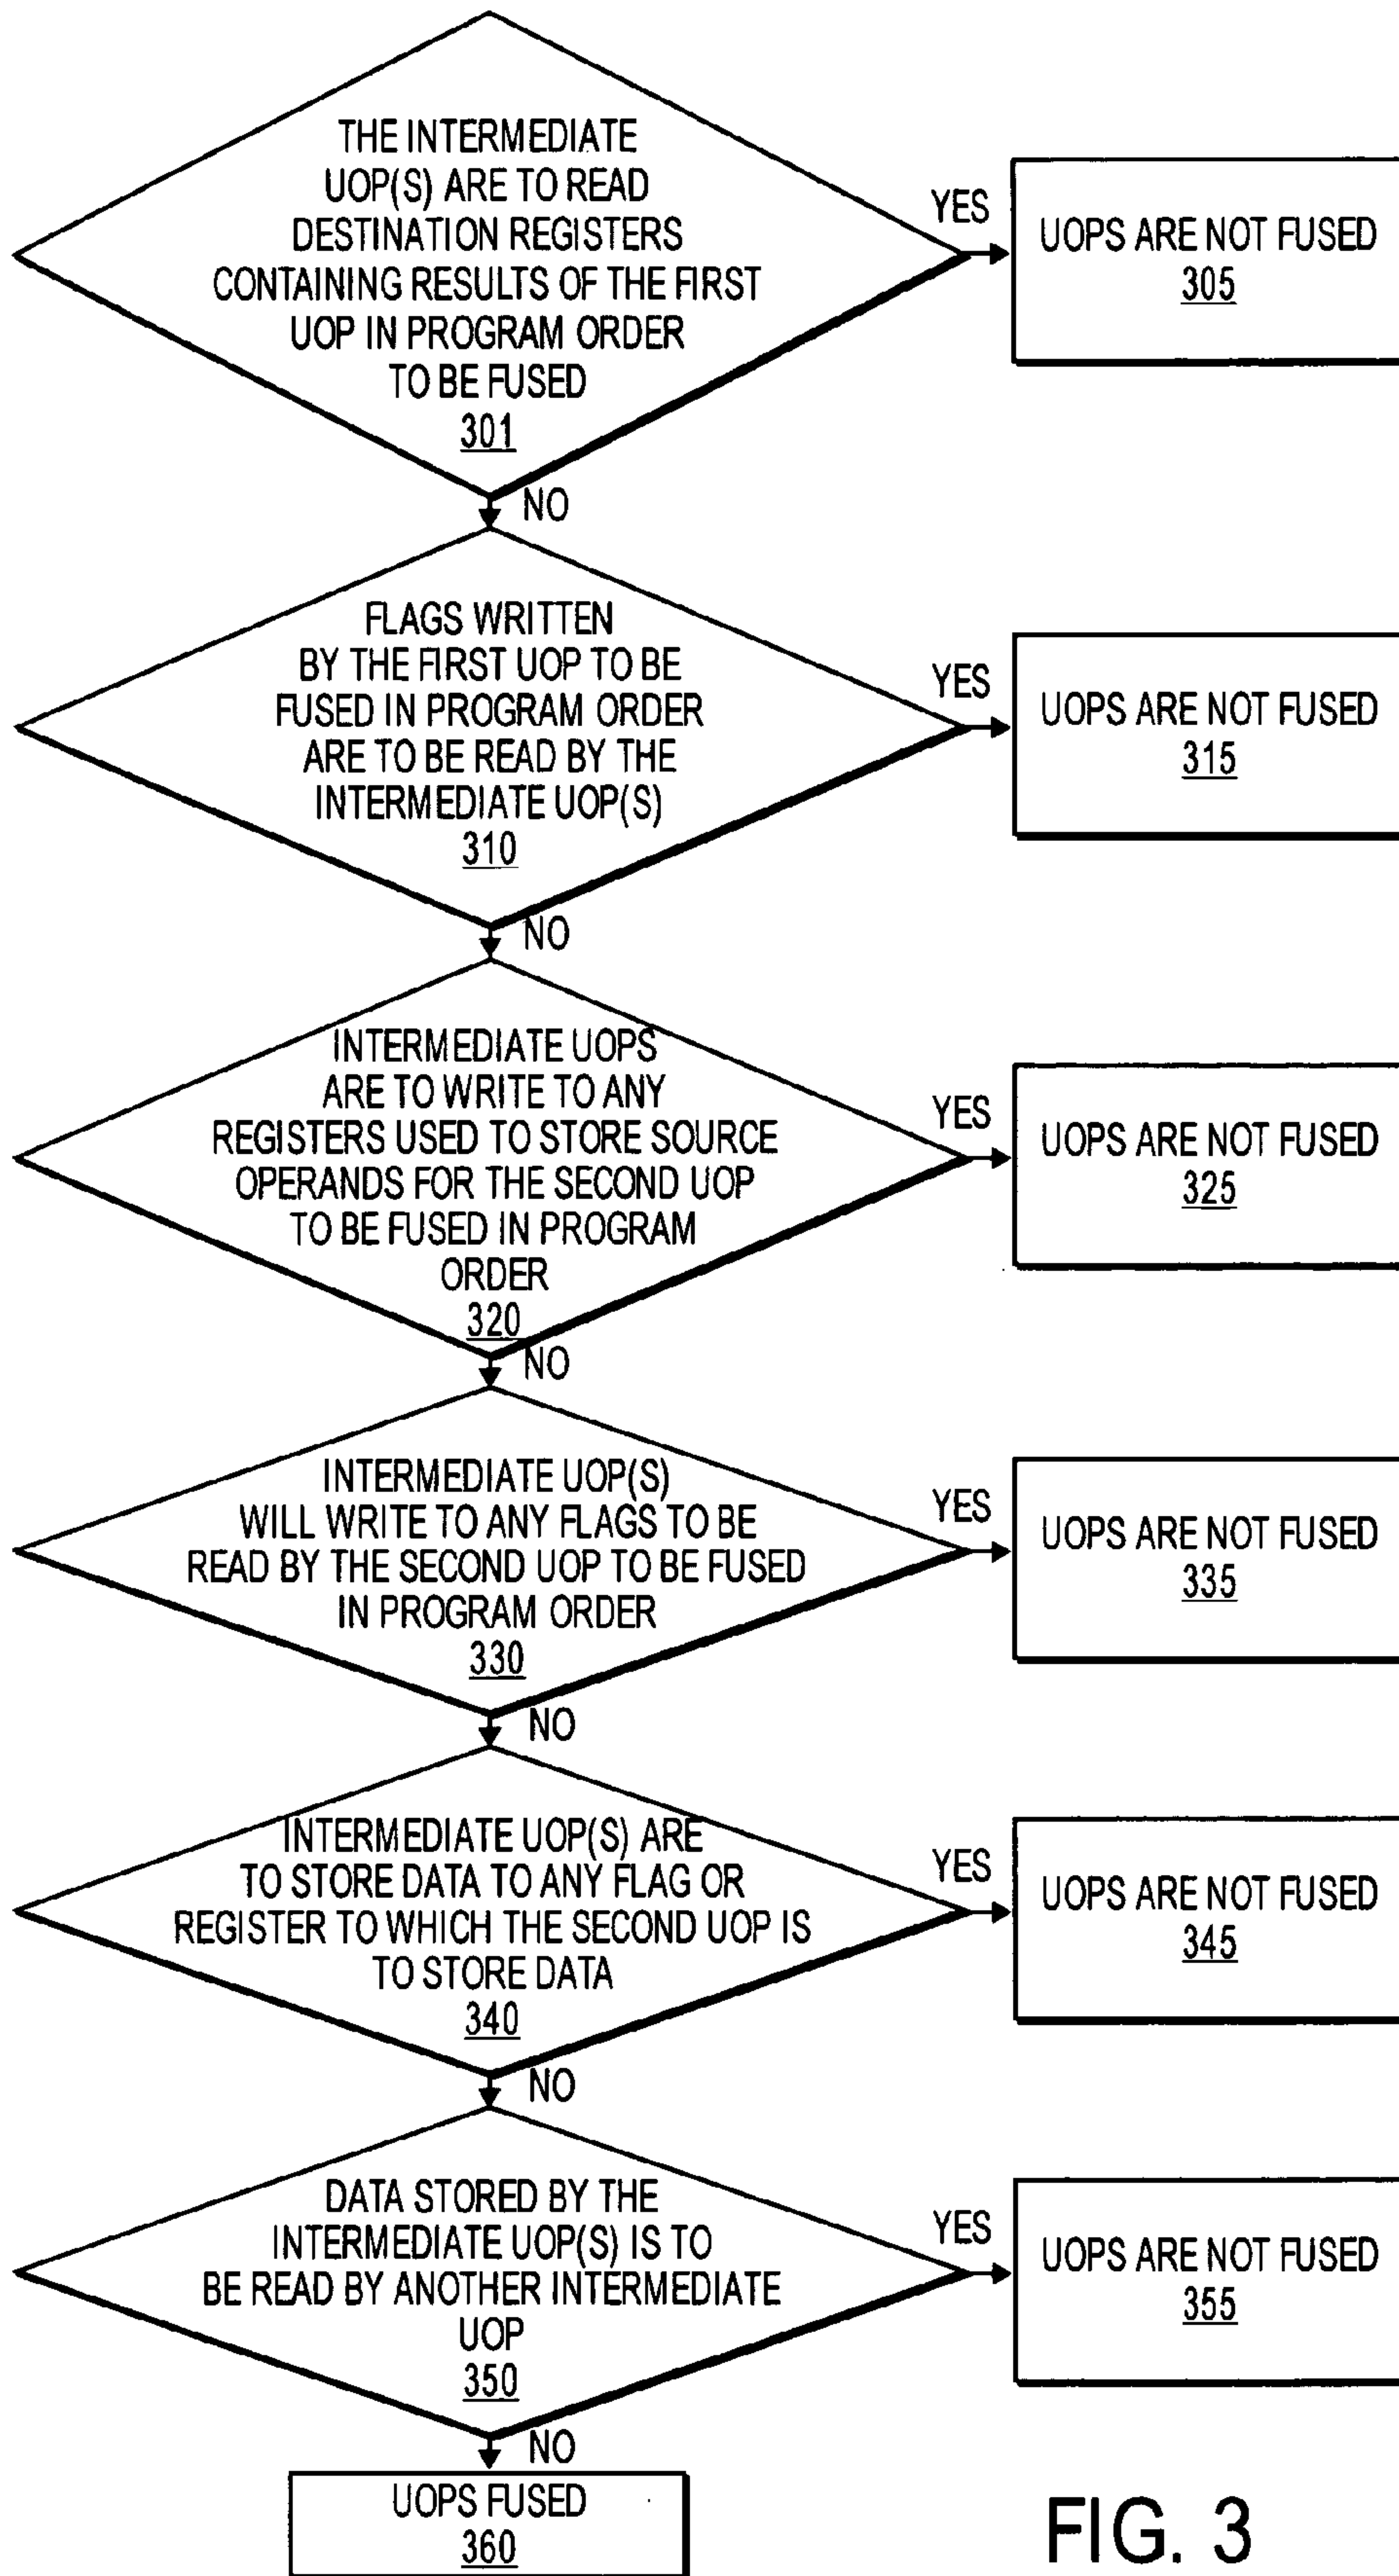 THE INTERMEDIATE
UOP(S) ARE TO READ
DESTINATION REGISTERS
CONTAINING RESULTS OF THE FIRST
UOP IN PROGRAM ORDER
TO BE FUSED
301
YES
UOPS ARE NOT FUSED
305
NO
FLAGS WRITTEN
BY THE FIRST UOP TO BE
FUSED IN PROGRAM ORDER
ARE TO BE READ BY THE
INTERMEDIATE UOP(S)
310
YES
UOPS ARE NOT FUSED
315
NO
INTERMEDIATE UOPS
ARE TO WRITE TO ANY
REGISTERS USED TO STORE SOURCE
OPERANDS FOR THE SECOND UOP
TO BE FUSED IN PROGRAM
ORDER
320
YES
UOPS ARE NOT FUSED
325
NO
INTERMEDIATE UOP(S)
WILL WRITE TO ANY FLAGS TO BE
READ BY THE SECOND UOP TO BE FUSED
IN PROGRAM ORDER
330
YES
UOPS ARE NOT FUSED
335
NO
INTERMEDIATE UOP(S) ARE
TO STORE DATA TO ANY FLAG OR
REGISTER TO WHICH THE SECOND UOP IS
TO STORE DATA
340
YES
UOPS ARE NOT FUSED
345
NO
DATA STORED BY THE
INTERMEDIATE UOP(S) IS TO
BE READ BY ANOTHER INTERMEDIATE
UOP
350
YES
UOPS ARE NOT FUSED
355
NO
UOPS FUSED
360
FIG. 3